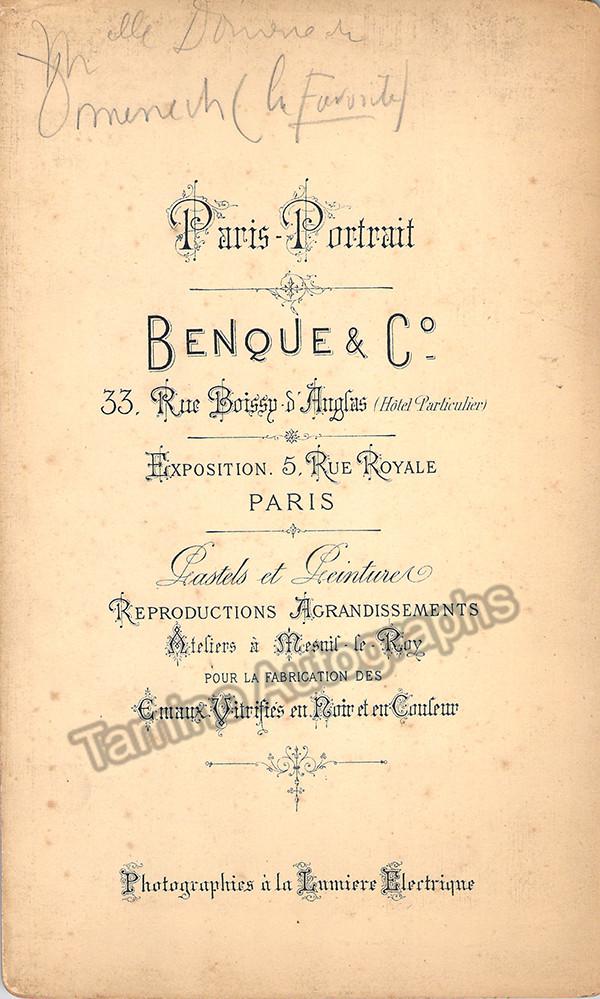 Mlle Domenech
Domenech (la Favorite)
Paris-Portrait
BENQUE & Cº
33, Rue Boissy-d'Anglas (Hôtel Particulier)
EXPOSITION. 5, RUE ROYALE
PARIS
Pastels et Peintures
REPRODUCTIONS AGRANDISSEMENTS
Ateliers à Mesnil-le-Roy
POUR LA FABRICATION DES
Emaux-Vitrifiés en Noir et en Couleur
Tamino Autographs
Photographies à la Lumiere Electrique